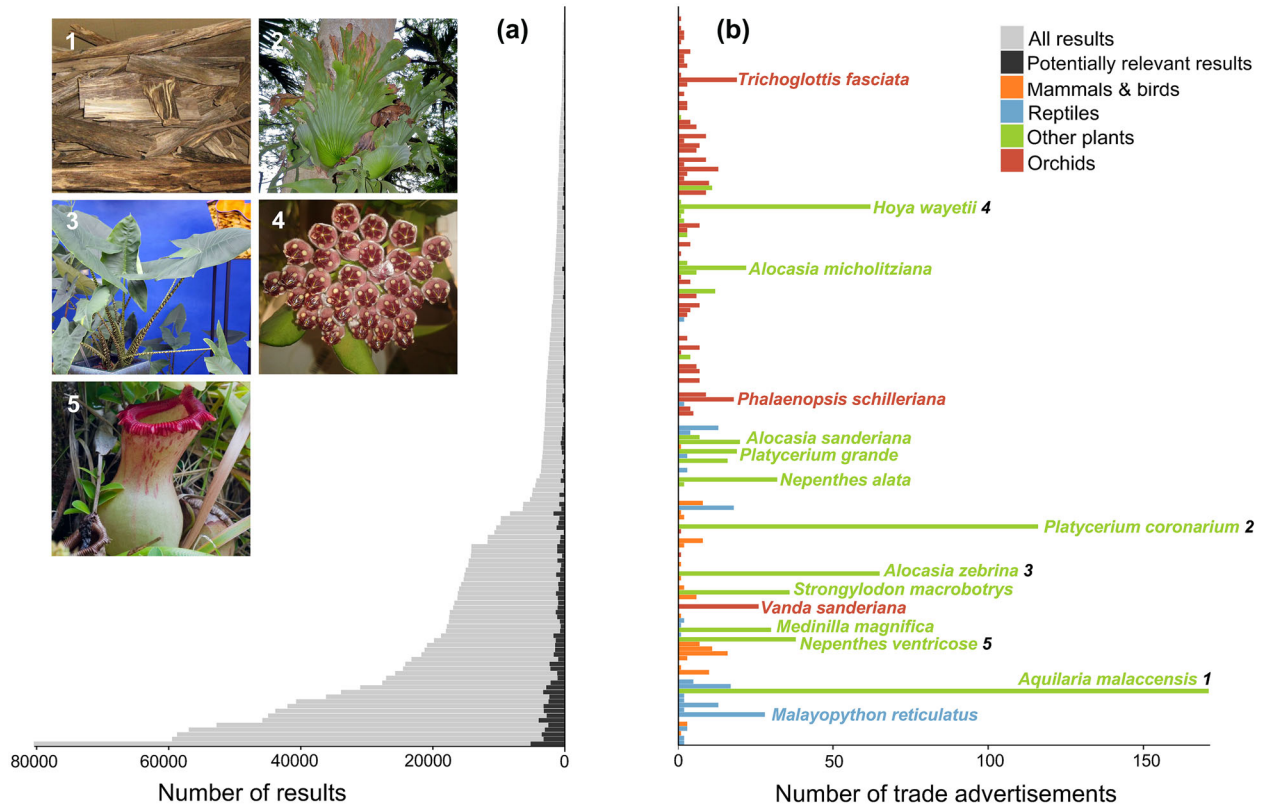 (a)
1
2
3
4
5
80000
60000
40000
20000
0
Number of results
(b)
All results
Potentially relevant results
Mammals & birds
Reptiles
Other plants
Orchids
Trichoglottis fasciata
Hoya wayetii 4
Alocasia micholitziana
Phalaenopsis schilleriana
Alocasia sanderiana
Platycerium grande
Nepenthes alata
Platycerium coronarium 2
Alocasia zebrina 3
Strongylodon macrobotrys
Vanda sanderiana
Medinilla magnifica
Nepenthes ventricose 5
Aquilaria malaccensis 1
Malayopython reticulatus
0
50
100
150
Number of trade advertisements